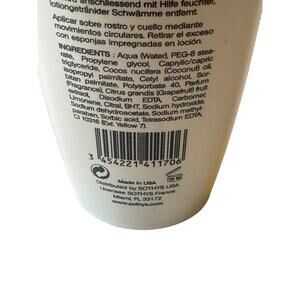 anschliessend mit Hilfe feuchter,
lotiongetränkter Schwämme entfernt.
Aplicar sobre rostro y cuello mediante
movimientos circulares. Retirar el exceso
con esponjas impregnadas en loción.
INGREDIENTS : Aqua (Water), PEG-8 stea-
rate, Propylene glycol, Caprylic/capric
triglyceride, Cocos nucifera (Coconut) oil,
Isopropyl palmitate, Cetyl alcohol, Sor-
bitan palmitate, Polysorbate 40, Parfum
(Fragrance), Citrus grandis (Grapefruit) fruit
extract, Disodium EDTA, Carbomer,
Limonene, Citral, BHT, Sodium hydroxide,
Sodium dehydroacetate, Sodium methyl-
paraben, Sorbic acid, Tetrasodium EDTA,
CI 10316 (Ext. Yellow 7).
3 454221 411706
Made in USA
Distributed by SOTHYS USA
Licensee SOTHYS France
Miami, FL 33172
www.sothys.com